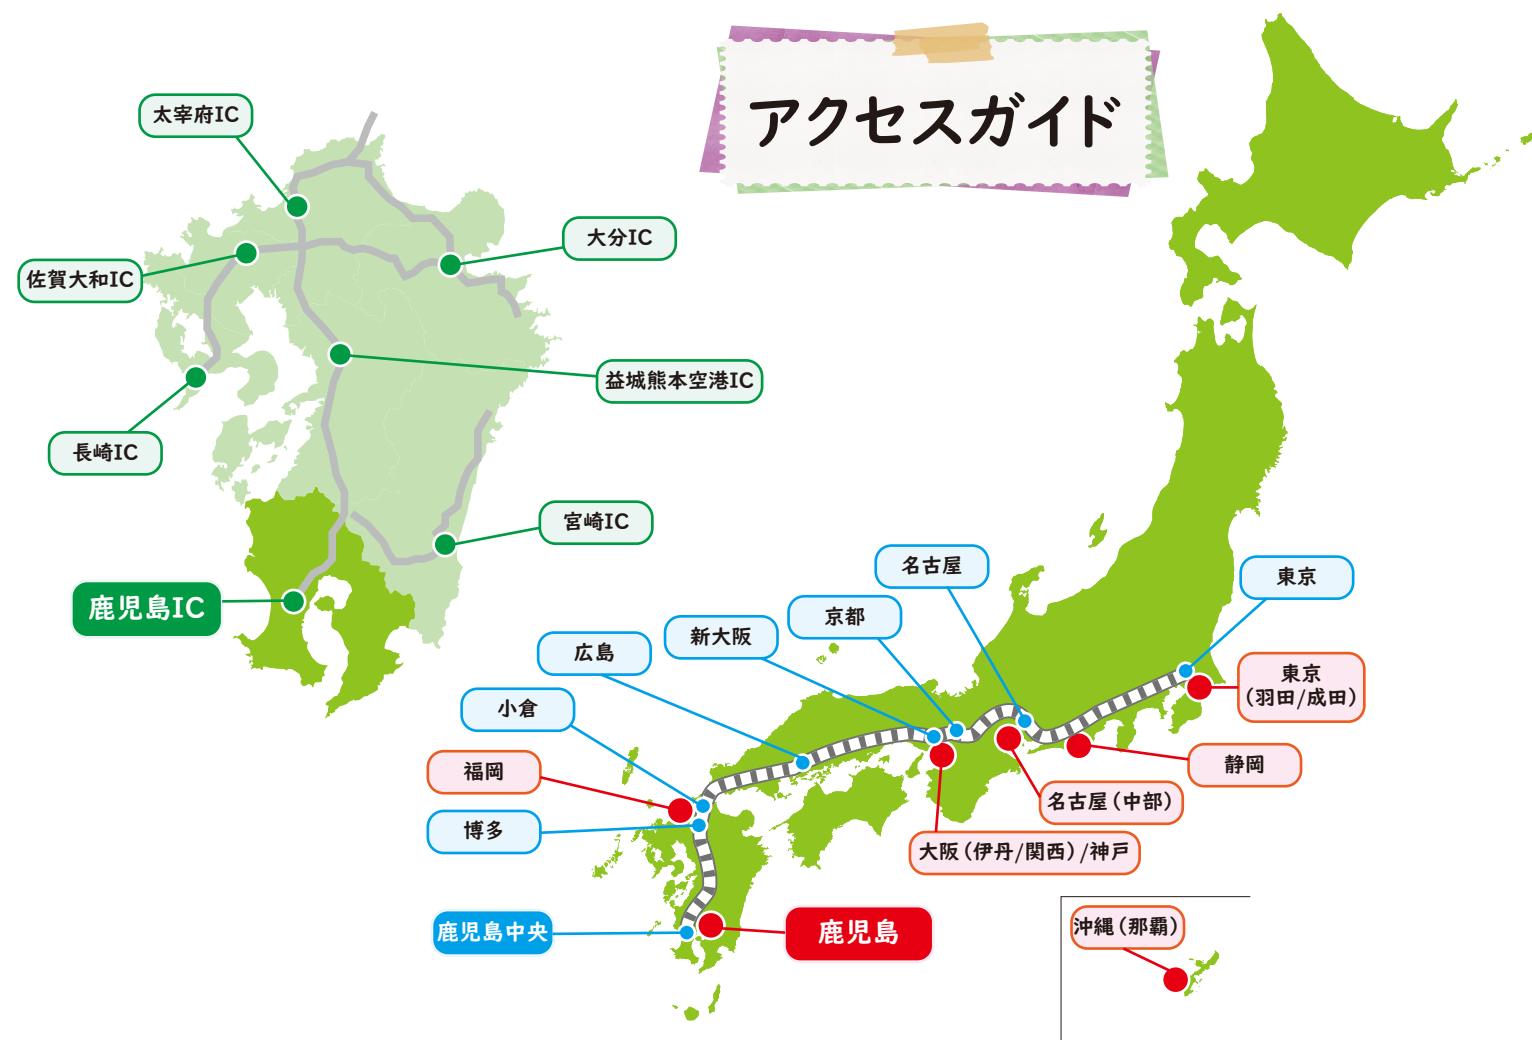 アクセスガイド
太宰府IC
大分IC
佐賀大和IC
益城熊本空港IC
長崎IC
宮崎IC
鹿児島IC
名古屋
東京
京都
新大阪
広島
東京
（羽田/成田）
小倉
静岡
福岡
名古屋（中部）
博多
大阪（伊丹/関西）/神戸
鹿児島中央
鹿児島
沖縄（那覇）